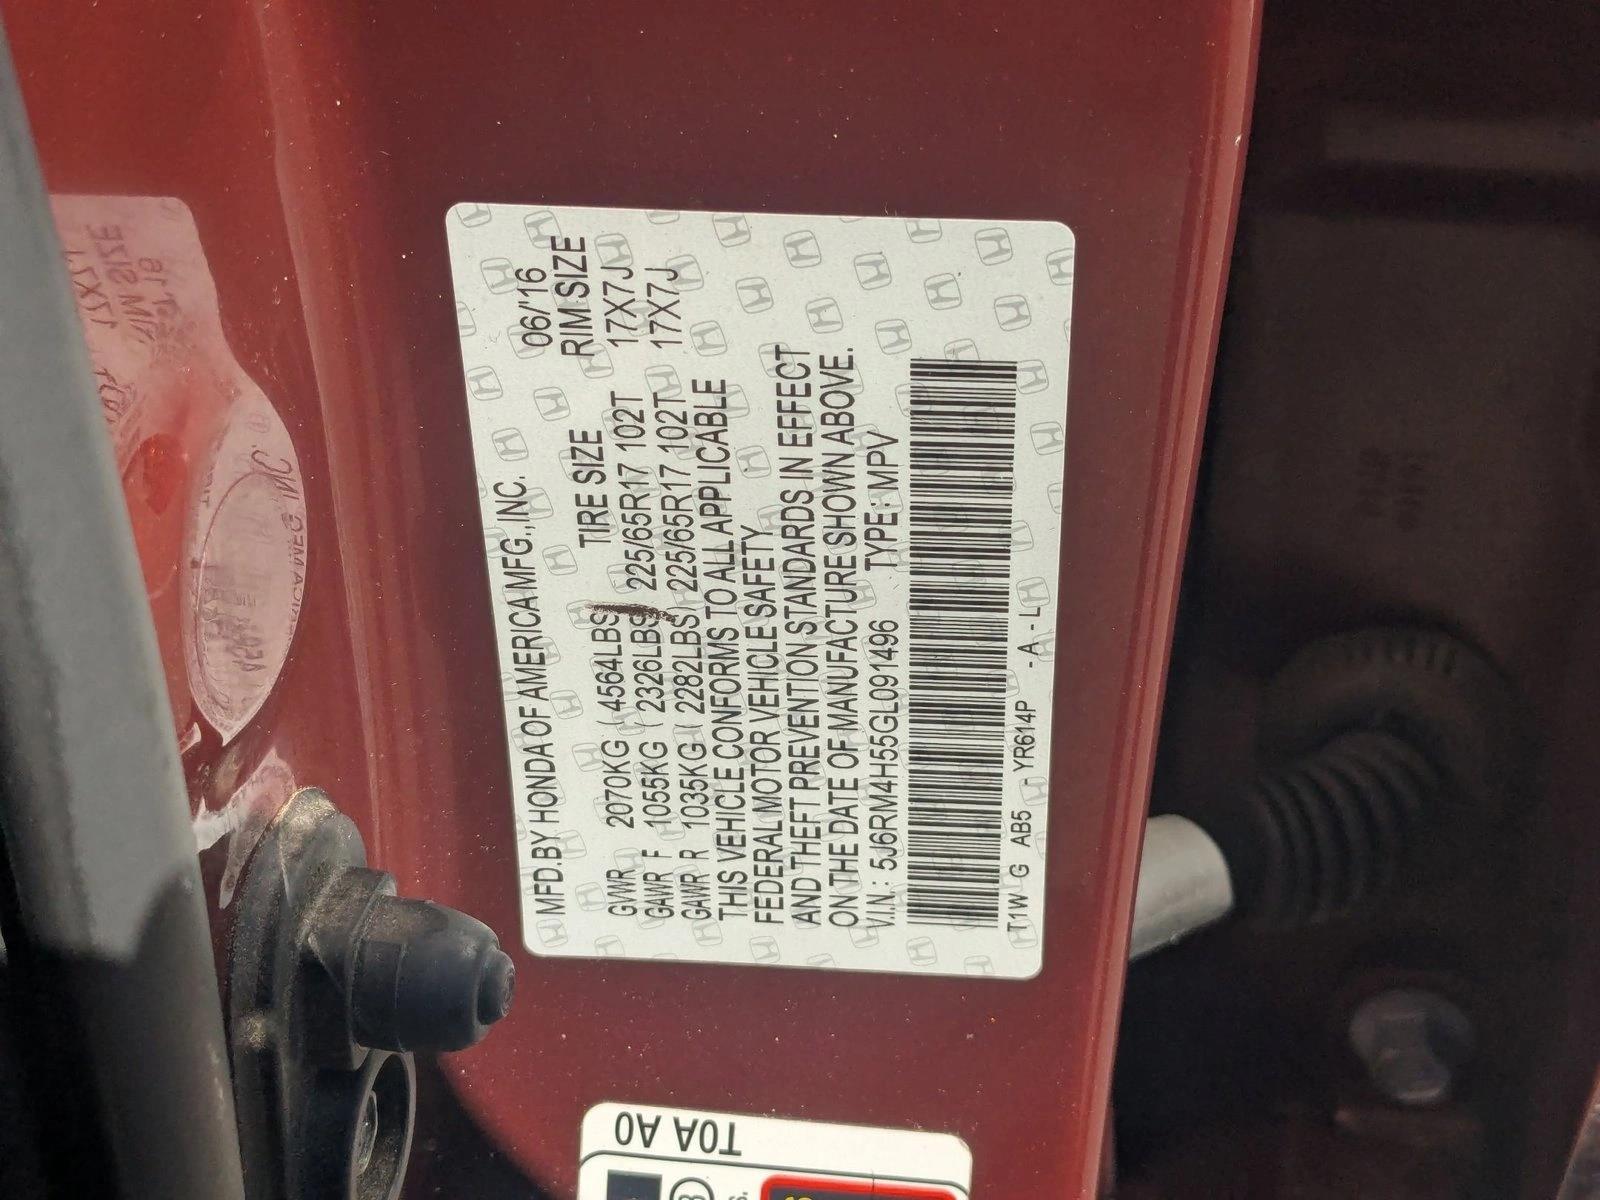 MFD. BY HONDA OF AMERICA MFG., INC. 06/'16
TIRE SIZE RIM SIZE
GVWR 2070KG ( 4564LBS) 225/65R17 102T 17X7J
GAWR F 1055KG ( 2326LBS) 225/65R17 102T 17X7J
GAWR R 1035KG ( 2282LBS)
THIS VEHICLE CONFORMS TO ALL APPLICABLE
FEDERAL MOTOR VEHICLE SAFETY
AND THEFT PREVENTION STANDARDS IN EFFECT
ON THE DATE OF MANUFACTURE SHOWN ABOVE.
V.I.N.: 5J6RM4H55GL091496 TYPE: MPV
T1W G AB5 - YR614P - A - L
T0A A0